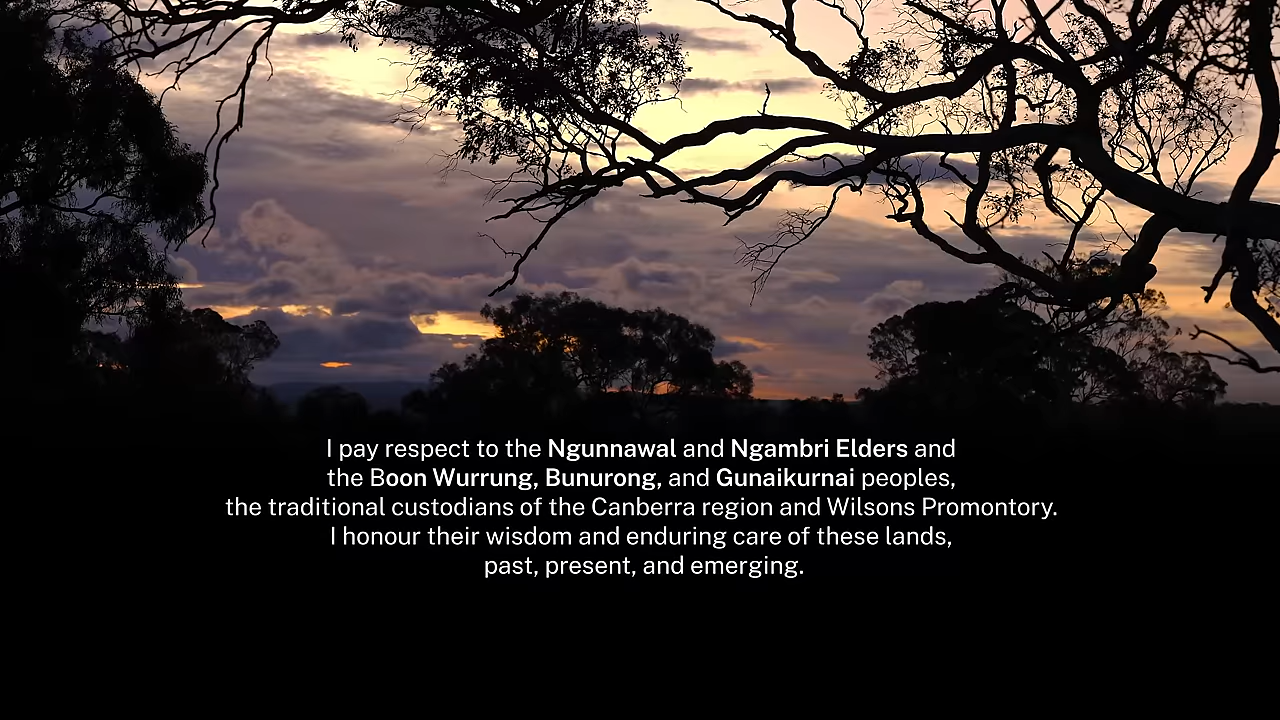 I pay respect to the Ngunnawal and Ngambri Elders and
the Boon Wurrung, Bunurong, and Gunaikurnai peoples,
the traditional custodians of the Canberra region and Wilsons Promontory.
I honour their wisdom and enduring care of these lands,
past, present, and emerging.